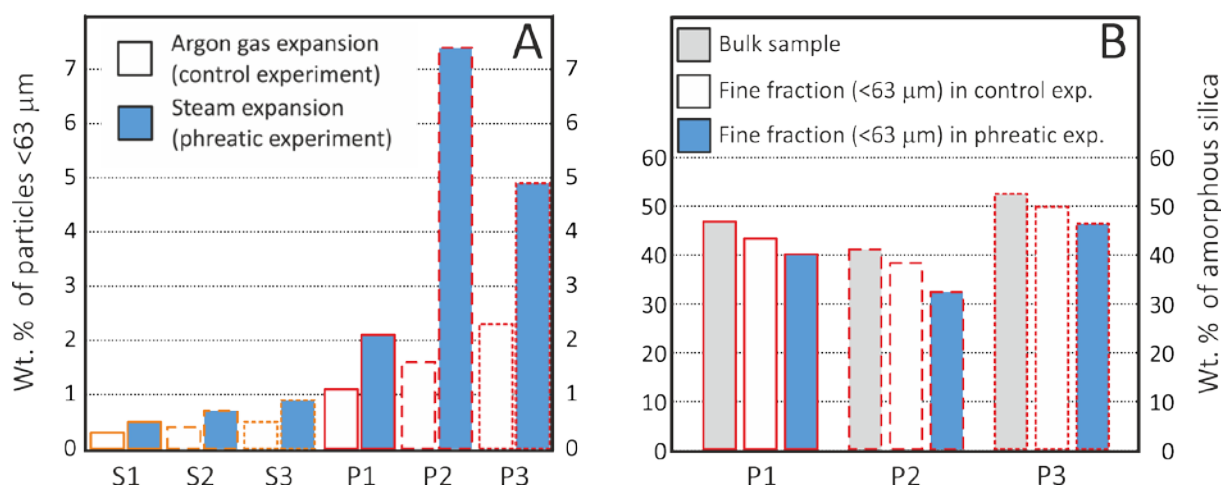 A
Argon gas expansion
(control experiment)
Steam expansion
(phreatic experiment)
Wt. % of particles <63 μm
7
6
5
4
3
2
1
0
7
6
5
4
3
2
1
0
S1 S2 S3 P1 P2 P3
B
Bulk sample
Fine fraction (<63 μm) in control exp.
Fine fraction (<63 μm) in phreatic exp.
60
50
40
30
20
10
0
60
50
40
30
20
10
0
Wt. % of amorphous silica
P1 P2 P3